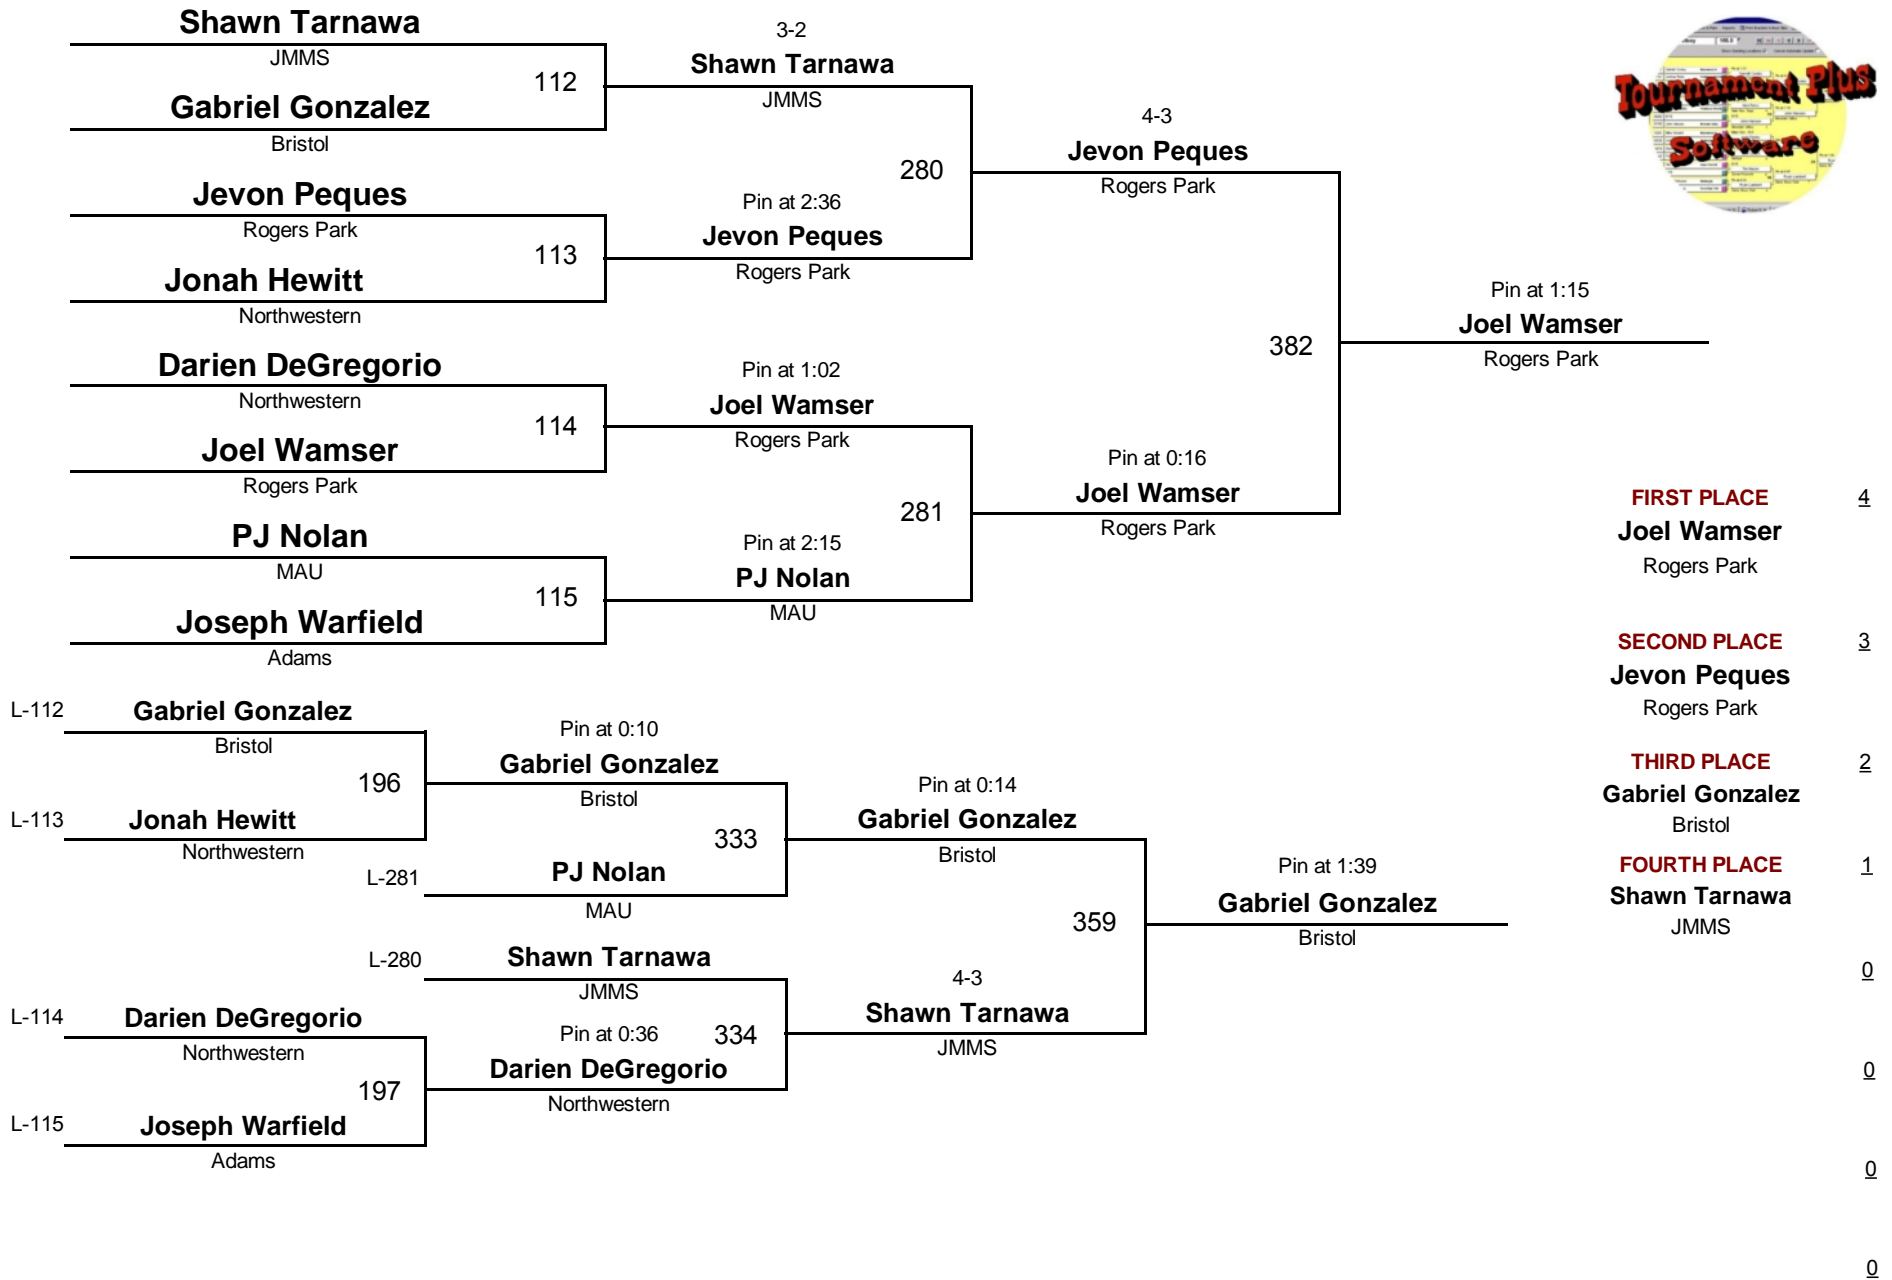 Shawn Tarnawa
JMMS
112
Gabriel Gonzalez
Bristol
Jevon Peques
Rogers Park
113
Jonah Hewitt
Northwestern
Darien DeGregorio
Northwestern
114
Joel Wamser
Rogers Park
PJ Nolan
MAU
115
Joseph Warfield
Adams
3-2
Shawn Tarnawa
JMMS
280
Pin at 2:36
Jevon Peques
Rogers Park
Pin at 1:02
Joel Wamser
Rogers Park
281
Pin at 2:15
PJ Nolan
MAU
4-3
Jevon Peques
Rogers Park
382
Pin at 0:16
Joel Wamser
Rogers Park
Pin at 1:15
Joel Wamser
Rogers Park
Tournament Plus
Software
L-112
Gabriel Gonzalez
Bristol
196
L-113
Jonah Hewitt
Northwestern
Pin at 0:10
Gabriel Gonzalez
Bristol
333
L-281
PJ Nolan
MAU
L-280
Shawn Tarnawa
JMMS
L-114
Darien DeGregorio
Northwestern
197
L-115
Joseph Warfield
Adams
Pin at 0:36
334
Darien DeGregorio
Northwestern
Pin at 0:14
Gabriel Gonzalez
Bristol
359
4-3
Shawn Tarnawa
JMMS
Pin at 1:39
Gabriel Gonzalez
Bristol
FIRST PLACE 4
Joel Wamser
Rogers Park
SECOND PLACE 3
Jevon Peques
Rogers Park
THIRD PLACE 2
Gabriel Gonzalez
Bristol
FOURTH PLACE 1
Shawn Tarnawa
JMMS
0
0
0
0